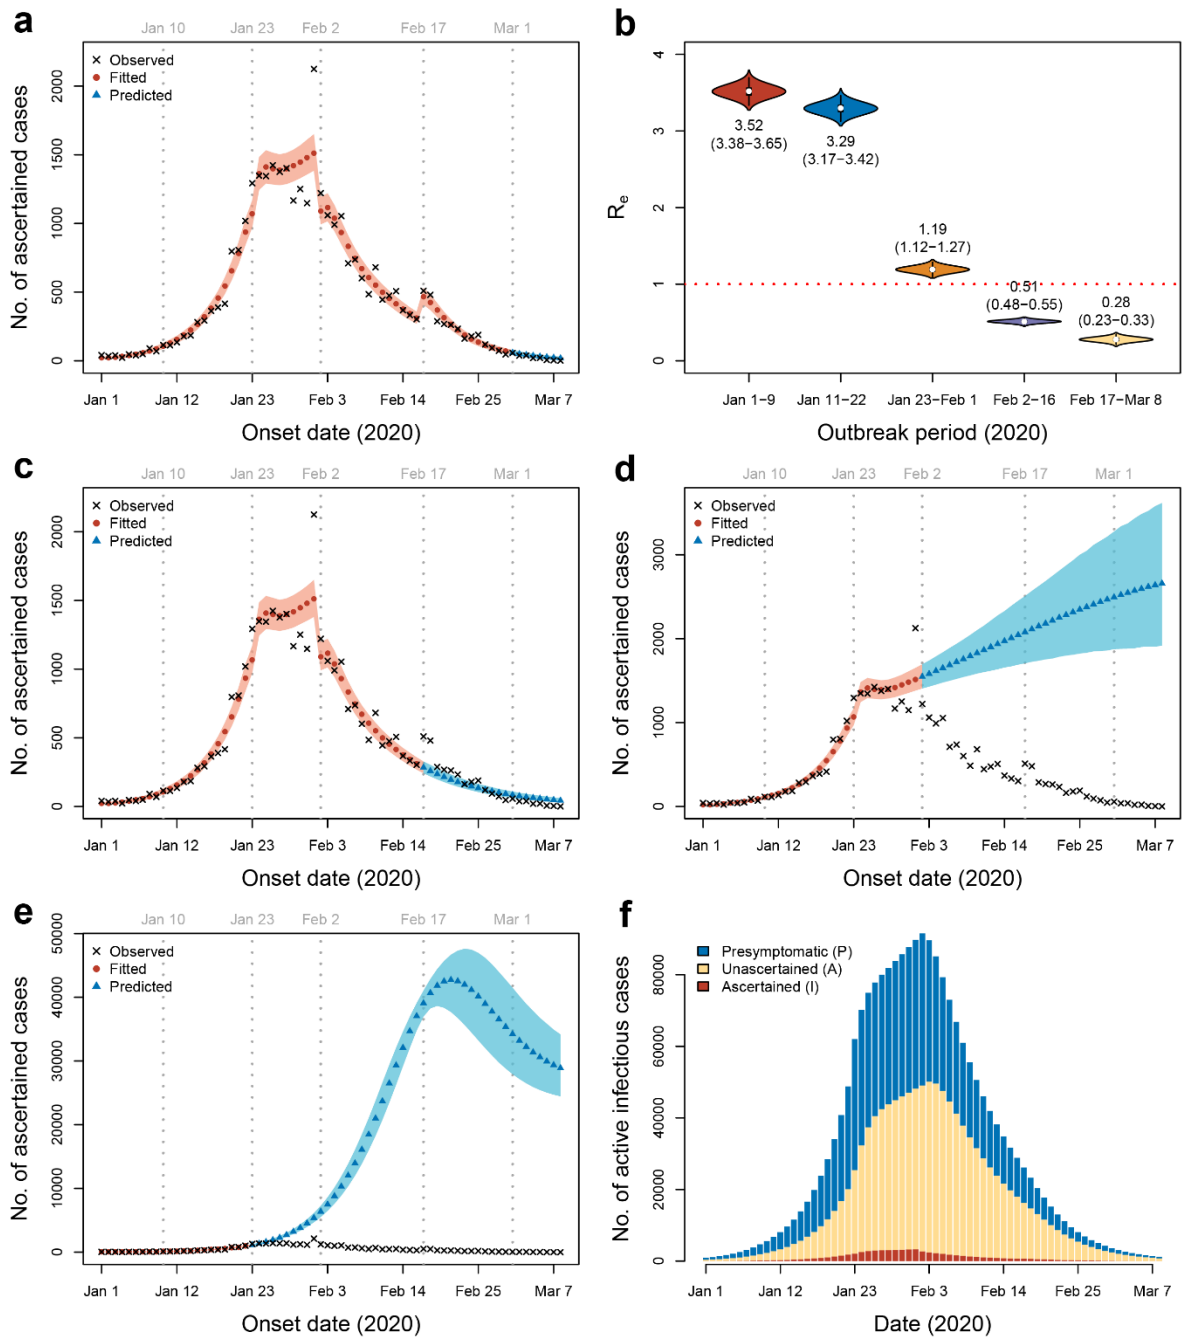 a
Jan 10 Jan 23 Feb 2 Feb 17 Mar 1
Observed
Fitted
Predicted
No. of ascertained cases
2000
1500
1000
500
0
Jan 1 Jan 12 Jan 23 Feb 3 Feb 14 Feb 25 Mar 7
Onset date (2020)
b
4
3
2
1
0
Re
3.52
(3.38−3.65)
3.29
(3.17−3.42)
1.19
(1.12−1.27)
0.51
(0.48−0.55)
0.28
(0.23−0.33)
Jan 1−9 Jan 11−22 Jan 23−Feb 1 Feb 2−16 Feb 17−Mar 8
Outbreak period (2020)
c
Jan 10 Jan 23 Feb 2 Feb 17 Mar 1
Observed
Fitted
Predicted
No. of ascertained cases
2000
1500
1000
500
0
Jan 1 Jan 12 Jan 23 Feb 3 Feb 14 Feb 25 Mar 7
Onset date (2020)
d
Jan 10 Jan 23 Feb 2 Feb 17 Mar 1
Observed
Fitted
Predicted
No. of ascertained cases
3000
2000
1000
0
Jan 1 Jan 12 Jan 23 Feb 3 Feb 14 Feb 25 Mar 7
Onset date (2020)
e
Jan 10 Jan 23 Feb 2 Feb 17 Mar 1
Observed
Fitted
Predicted
No. of ascertained cases
50000
40000
30000
20000
10000
0
Jan 1 Jan 12 Jan 23 Feb 3 Feb 14 Feb 25 Mar 7
Onset date (2020)
f
Presymptomatic (P)
Unascertained (A)
Ascertained (I)
No. of active infectious cases
80000
60000
40000
20000
0
Jan 1 Jan 12 Jan 23 Feb 3 Feb 14 Feb 25 Mar 7
Date (2020)